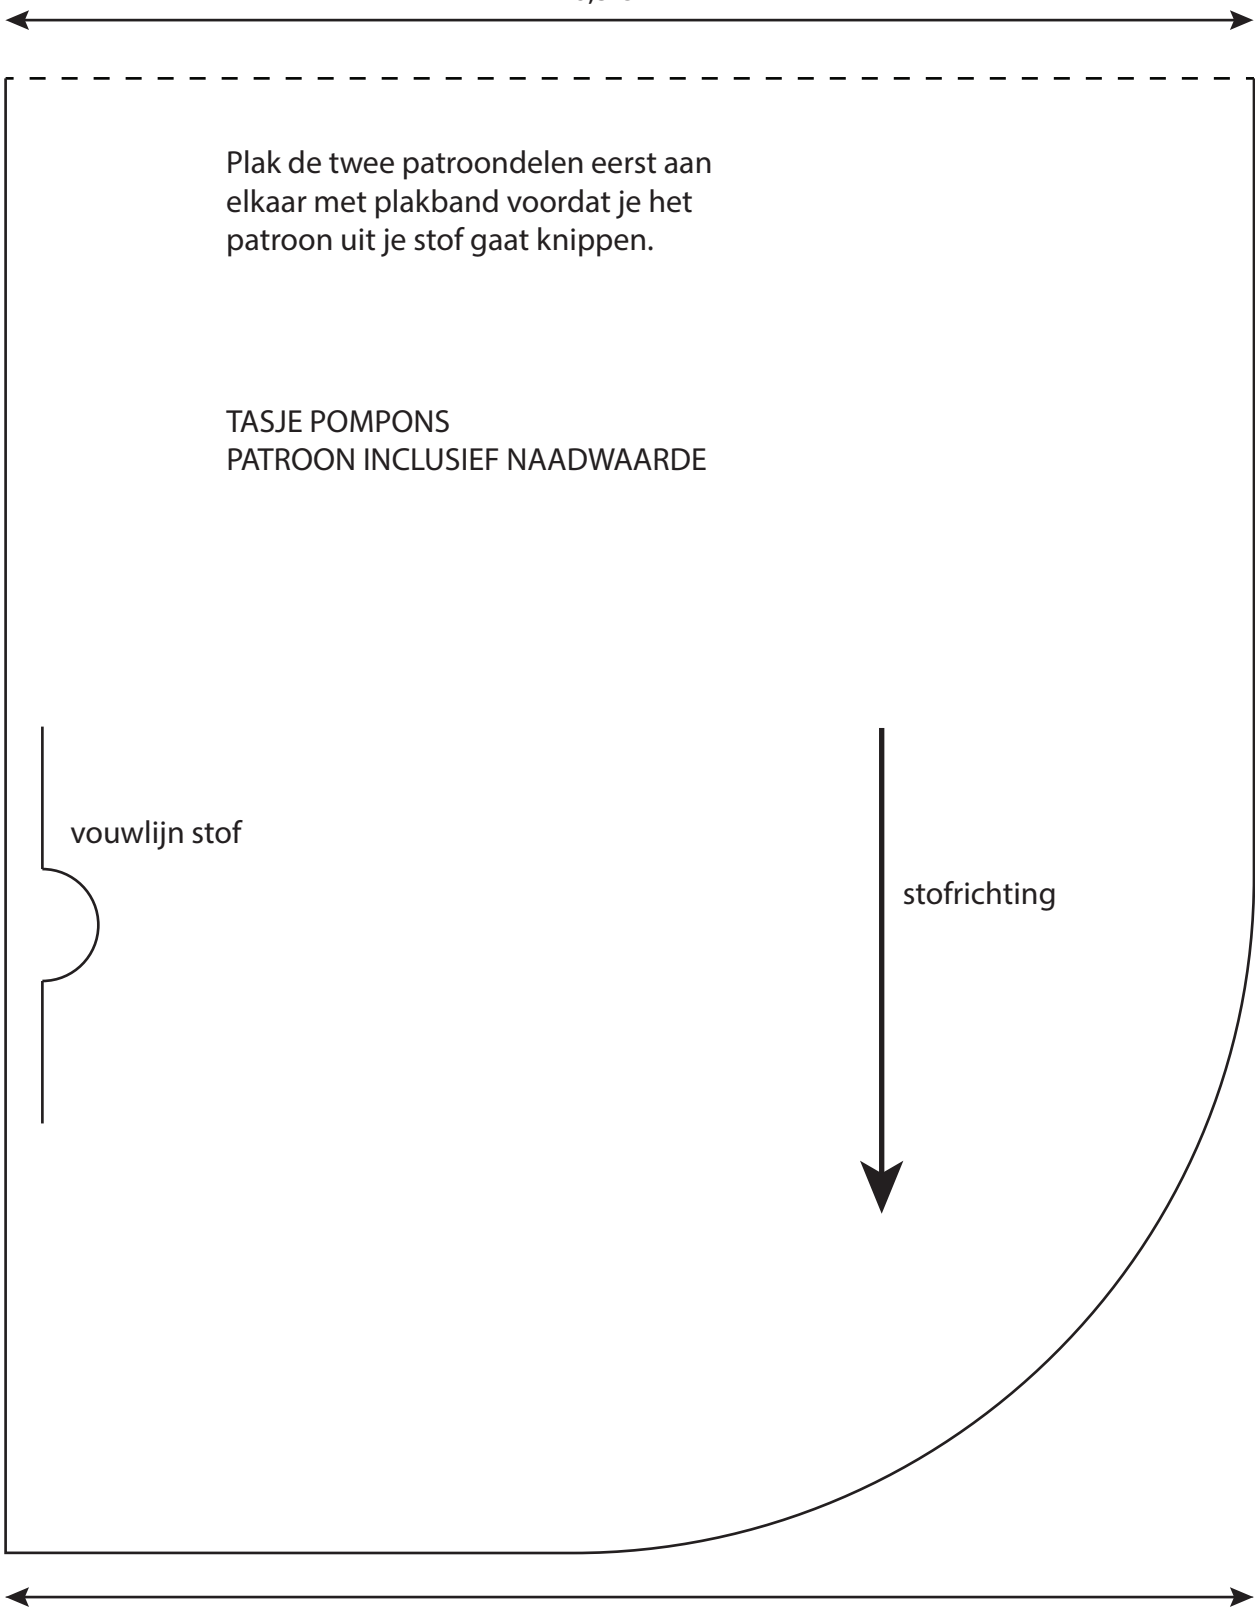 Plak de twee patroondelen eerst aan
elkaar met plakband voordat je het
patroon uit je stof gaat knippen.
TASJE POMPONS
PATROON INCLUSIEF NAADWAARDE
vouwlijn stof
stofrichting